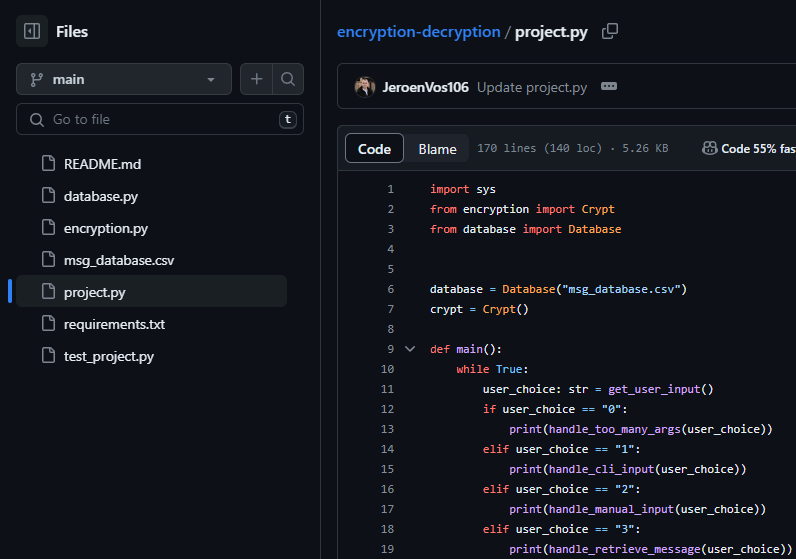 Files
main
Go to file
t
README.md
database.py
encryption.py
msg_database.csv
project.py
requirements.txt
test_project.py
encryption-decryption / project.py
JeroenVos106 Update project.py
Code Blame 170 lines (140 loc) · 5.26 KB Code 55% fas
1 import sys
2 from encryption import Crypt
3 from database import Database
4
5
6 database = Database("msg_database.csv")
7 crypt = Crypt()
8
9 def main():
10 while True:
11 user_choice: str = get_user_input()
12 if user_choice == "0":
13 print(handle_too_many_args(user_choice))
14 elif user_choice == "1":
15 print(handle_cli_input(user_choice))
16 elif user_choice == "2":
17 print(handle_manual_input(user_choice))
18 elif user_choice == "3":
19 print(handle_retrieve_message(user_choice))